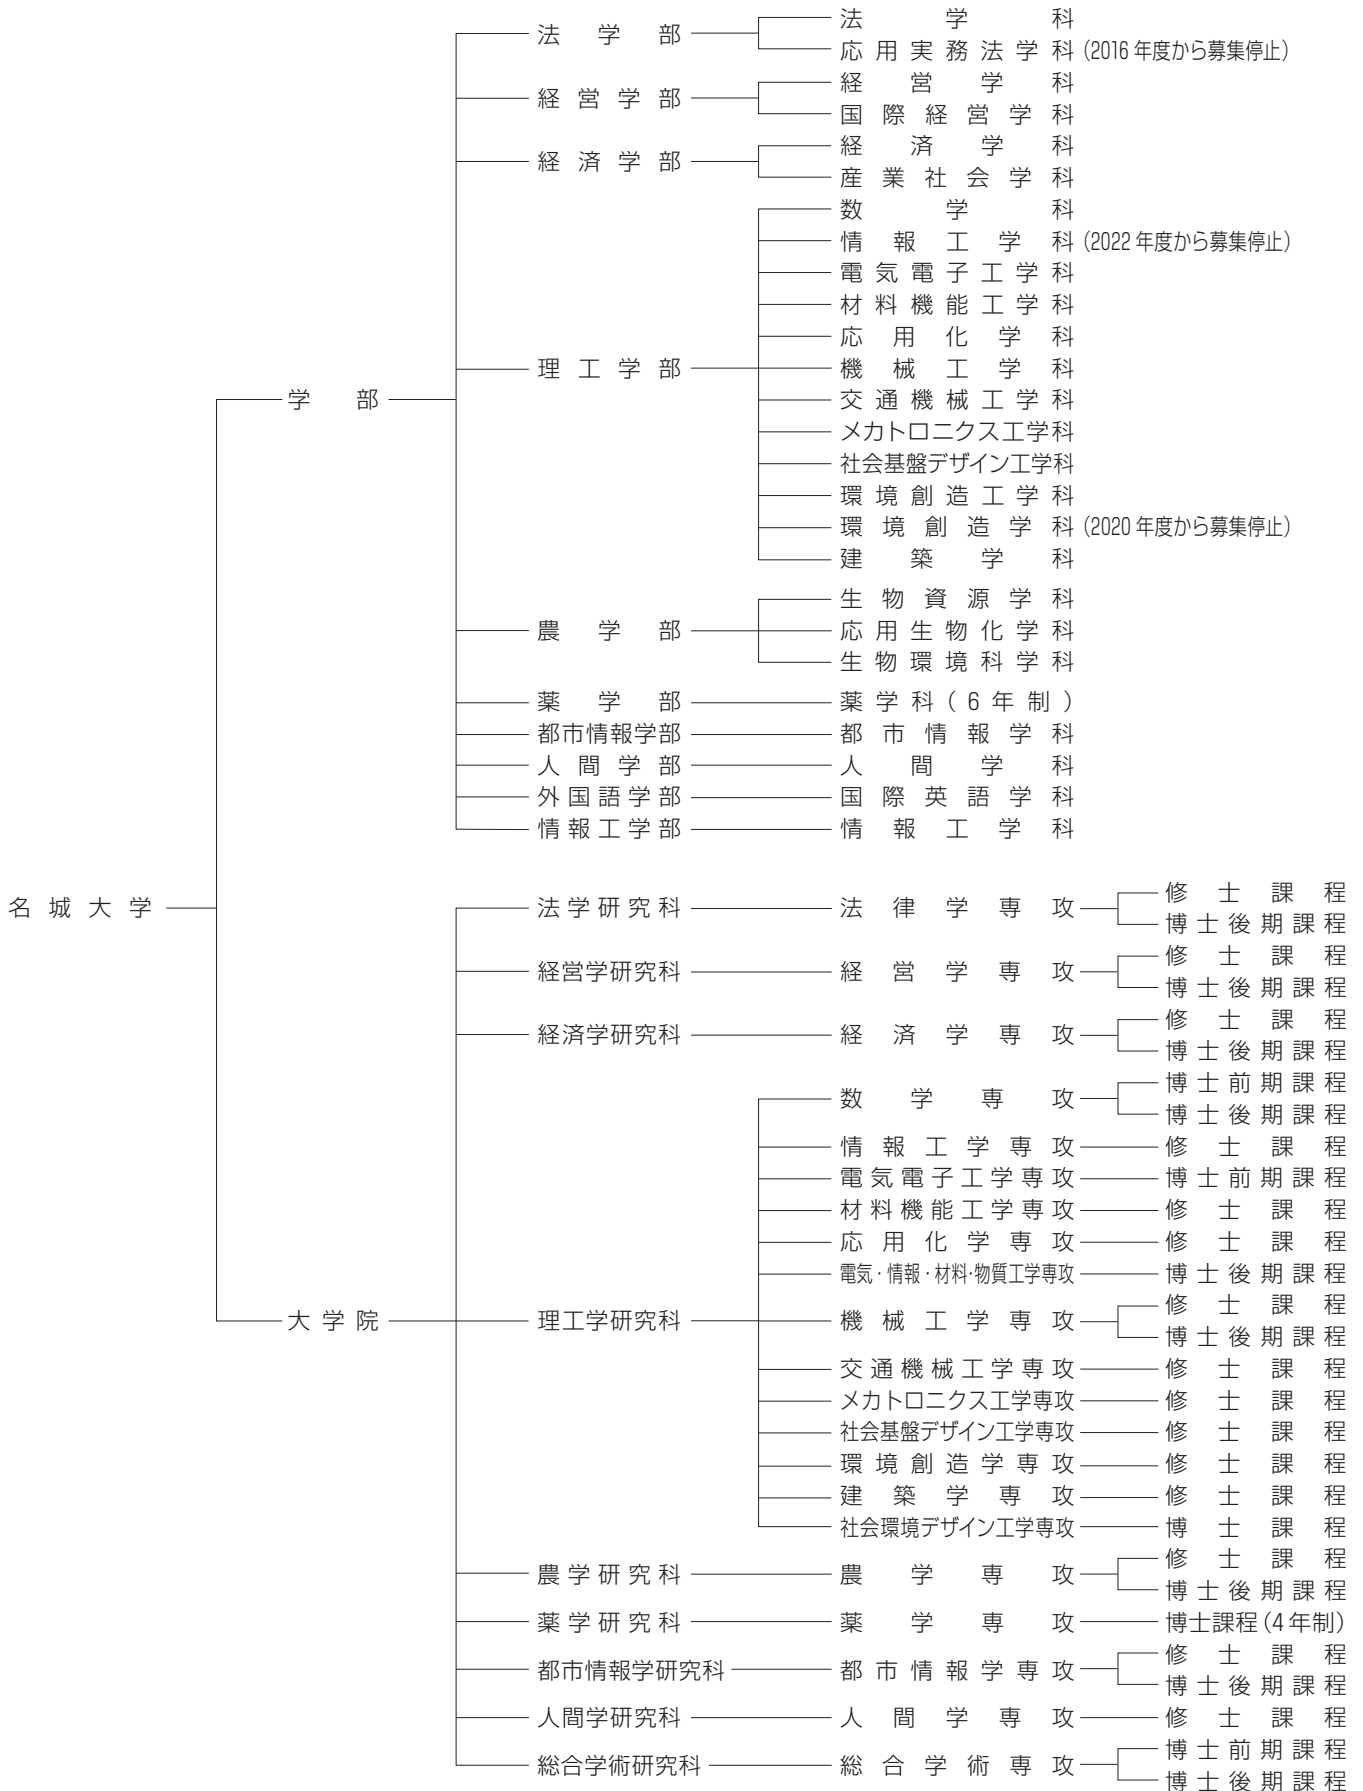 法学部 法学科
応用実務法学科(2016年度から募集停止)
経営学部 経営学科
国際経営学科
経済学部 経済学科
産業社会学科
数学科
情報工学科(2022年度から募集停止)
電気電子工学科
材料機能工学科
応用化学科
理工学部 機械工学科
学部 交通機械工学科
メカトロニクス工学科
社会基盤デザイン工学科
環境創造工学科
環境創造学科(2020年度から募集停止)
建築学科
生物資源学科
農学部 応用生物化学科
生物環境科学科
薬学部 薬学科(6年制)
都市情報学部 都市情報学科
人間学部 人間学科
外国語学部 国際英語学科
情報工学部 情報工学科
名城大学 法学研究科 法律学専攻 修士課程
博士後期課程
経営学研究科 経営学専攻 修士課程
博士後期課程
経済学研究科 経済学専攻 修士課程
博士後期課程
数学専攻 博士前期課程
博士後期課程
情報工学専攻 修士課程
電気電子工学専攻 博士前期課程
材料機能工学専攻 修士課程
応用化学専攻 修士課程
電気・情報・材料・物質工学専攻 博士後期課程
大学院 理工学研究科 機械工学専攻 修士課程
博士後期課程
交通機械工学専攻 修士課程
メカトロニクス工学専攻 修士課程
社会基盤デザイン工学専攻 修士課程
環境創造学専攻 修士課程
建築学専攻 修士課程
社会環境デザイン工学専攻 博士課程
農学研究科 農学専攻 修士課程
博士後期課程
薬学研究科 薬学専攻 博士課程(4年制)
都市情報学研究科 都市情報学専攻 修士課程
博士後期課程
人間学研究科 人間学専攻 修士課程
総合学術研究科 総合学術専攻 博士前期課程
博士後期課程